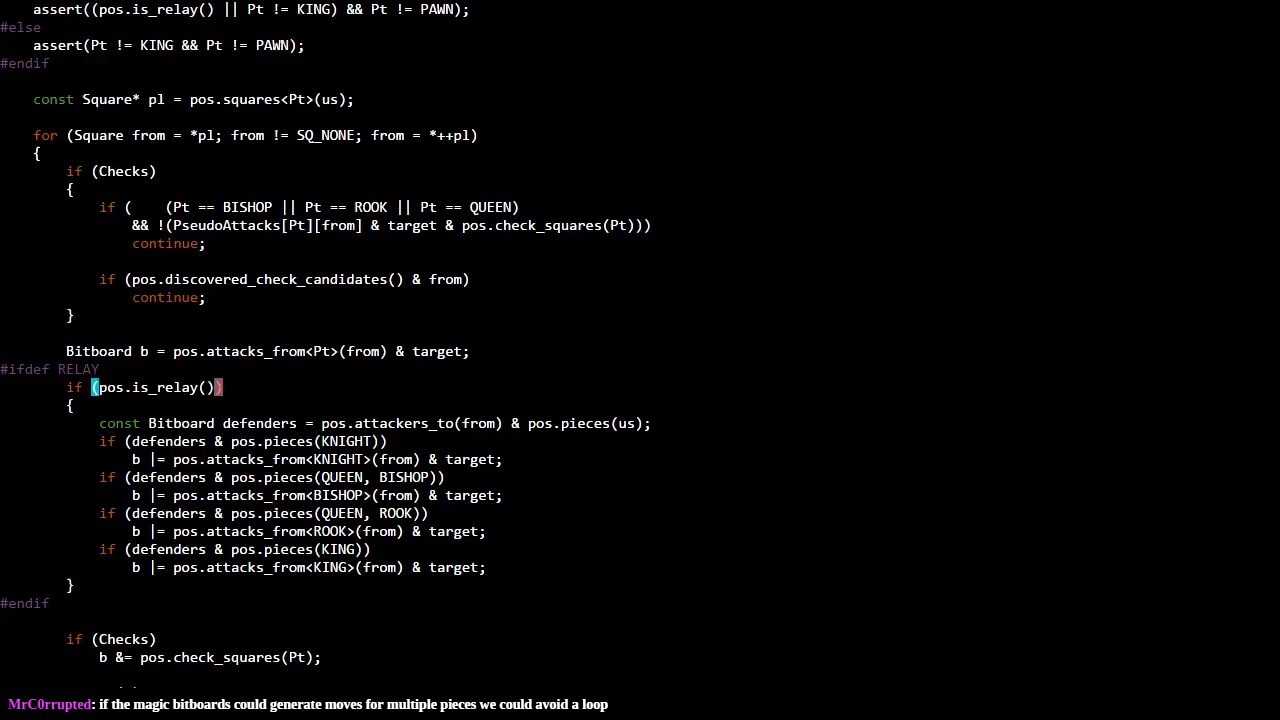 assert((pos.is_relay() || Pt != KING) && Pt != PAWN);
#else
assert(Pt != KING && Pt != PAWN);
#endif
const Square* pl = pos.squares<Pt>(us);
for (Square from = *pl; from != SQ_NONE; from = *++pl)
{
if (Checks)
{
if (    (Pt == BISHOP || Pt == ROOK || Pt == QUEEN)
&& !(PseudoAttacks[Pt][from] & target & pos.check_squares(Pt)))
continue;
if (pos.discovered_check_candidates() & from)
continue;
}
Bitboard b = pos.attacks_from<Pt>(from) & target;
#ifdef RELAY
if (pos.is_relay())
{
const Bitboard defenders = pos.attackers_to(from) & pos.pieces(us);
if (defenders & pos.pieces(KNIGHT))
b |= pos.attacks_from<KNIGHT>(from) & target;
if (defenders & pos.pieces(QUEEN, BISHOP))
b |= pos.attacks_from<BISHOP>(from) & target;
if (defenders & pos.pieces(QUEEN, ROOK))
b |= pos.attacks_from<ROOK>(from) & target;
if (defenders & pos.pieces(KING))
b |= pos.attacks_from<KING>(from) & target;
}
#endif
if (Checks)
b &= pos.check_squares(Pt);
MrC0rrupted: if the magic bitboards could generate moves for multiple pieces we could avoid a loop